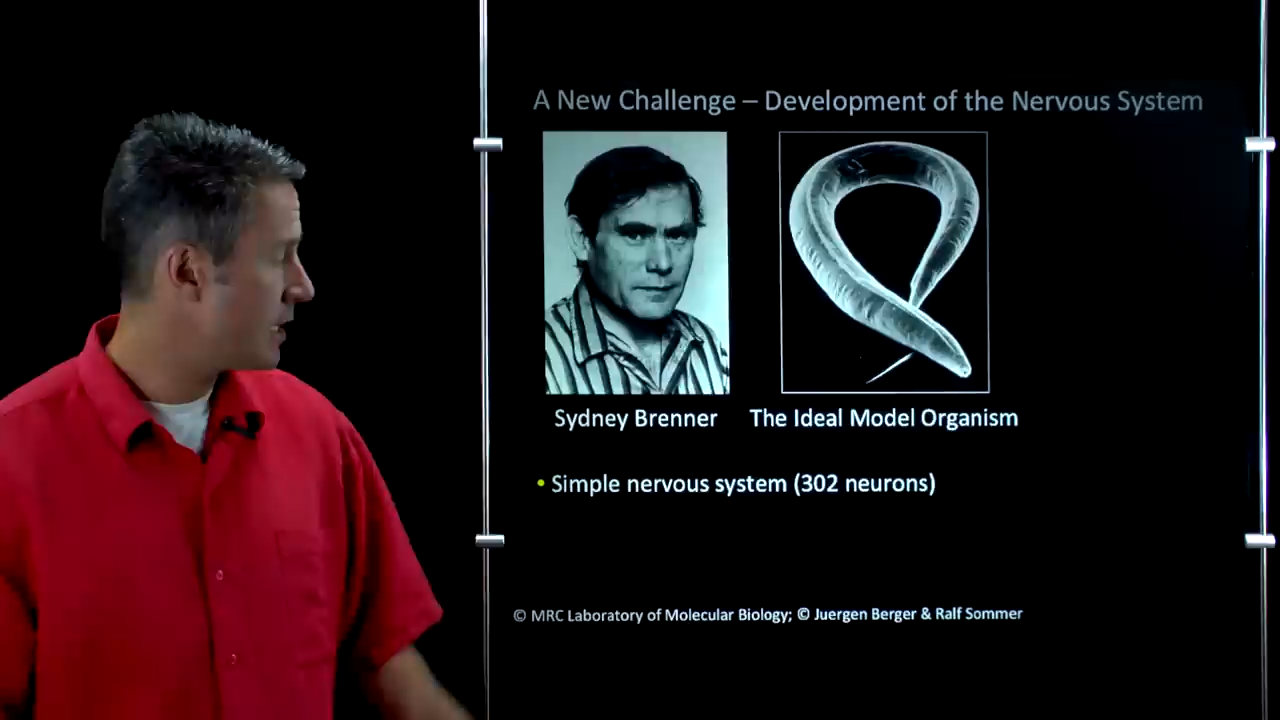 A New Challenge – Development of the Nervous System
Sydney Brenner
The Ideal Model Organism
• Simple nervous system (302 neurons)
© MRC Laboratory of Molecular Biology; © Juergen Berger & Ralf Sommer